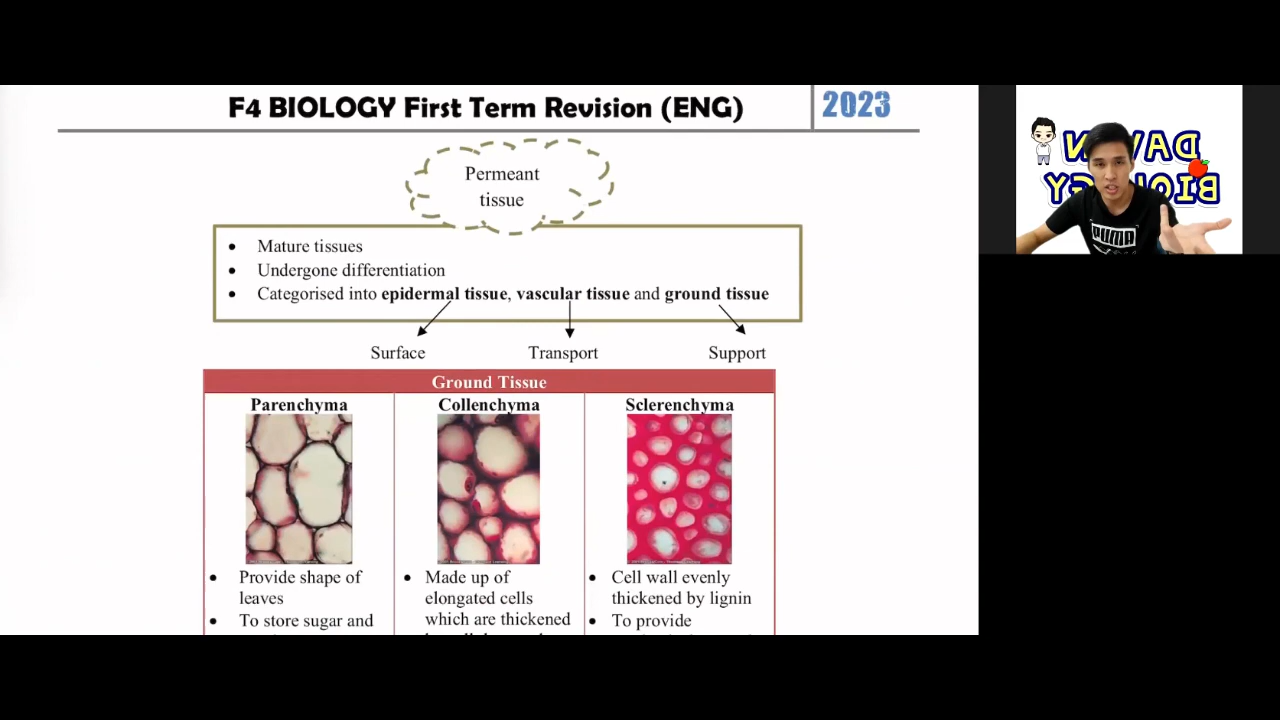 F4 BIOLOGY First Term Revision (ENG)
2023
Permeant
tissue
• Mature tissues
• Undergone differentiation
• Categorised into epidermal tissue, vascular tissue and ground tissue
Surface
Transport
Support
Ground Tissue
Parenchyma
Collenchyma
Sclerenchyma
• Provide shape of
leaves
• To store sugar and
• Made up of
elongated cells
which are thickened
• Cell wall evenly
thickened by lignin
• To provide
PUMA